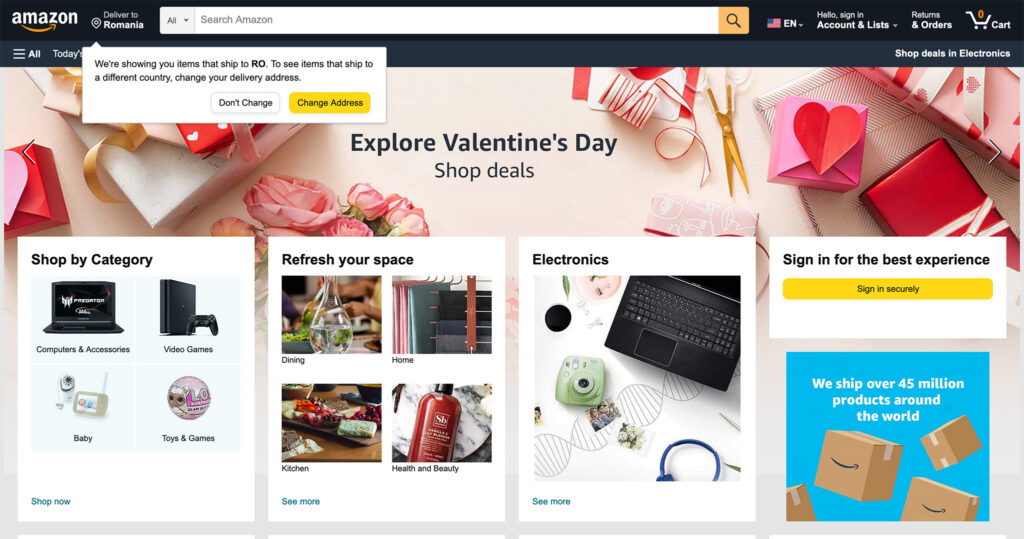 amazon
Deliver to
Romania
All
Search Amazon
EN
Hello, sign in
Account & Lists
Returns
& Orders
0
Cart
All
Today's
Shop deals in Electronics
We're showing you items that ship to RO. To see items that ship to
a different country, change your delivery address.
Don't Change
Change Address
Explore Valentine's Day
Shop deals
Shop by Category
PREDATOR
Computers & Accessories
Video Games
Baby
Toys & Games
Shop now
Refresh your space
Dining
Home
Kitchen
Health and Beauty
See more
Electronics
See more
Sign in for the best experience
Sign in securely
We ship over 45 million
products around
the world